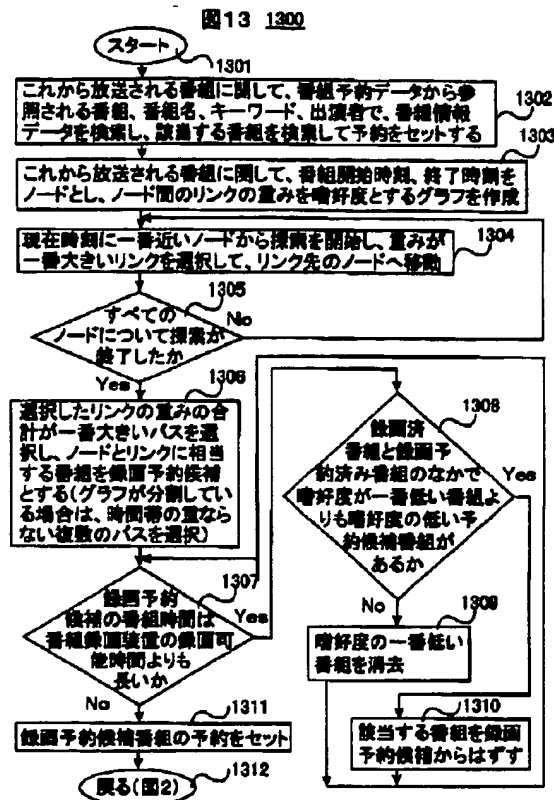 図13 1300
スタート
1301
これから放送される番組に関して、番組予約データから参
照される番組、番組名、キーワード、出演者で、番組情報
データを検索し、該当する番組を検索して予約をセットする
1302
1303
これから放送される番組に関して、番組開始時刻、終了時刻を
ノードとし、ノード間のリンクの重みを嗜好度とするグラフを作成
現在時刻に一番近いノードから探索を開始し、重みが
一番大きいリンクを選択して、リンク先のノードへ移動
1304
1305
すべての
ノードについて探索が
終了したか
No
Yes
1306
選択したリンクの重みの合
計が一番大きいパスを選
択し、ノードとリンクに相当
する番組を録画予約候補
とする(グラフが分割してい
る場合は、時間帯の重なら
ない複数のパスを選択)
1307
録画予約
候補の番組時間は
番組録画装置の録画可
能時間よりも
長いか
Yes
No
1308
録画済
番組と録画予
約済み番組のなかで
嗜好度が一番低い番組よ
りも嗜好度の低い予
約候補番組が
あるか
Yes
No
1309
嗜好度の一番低い
番組を消去
1310
該当する番組を録画
予約候補からはずす
1311
録画予約候補番組の予約をセット
1312
戻る(図2)